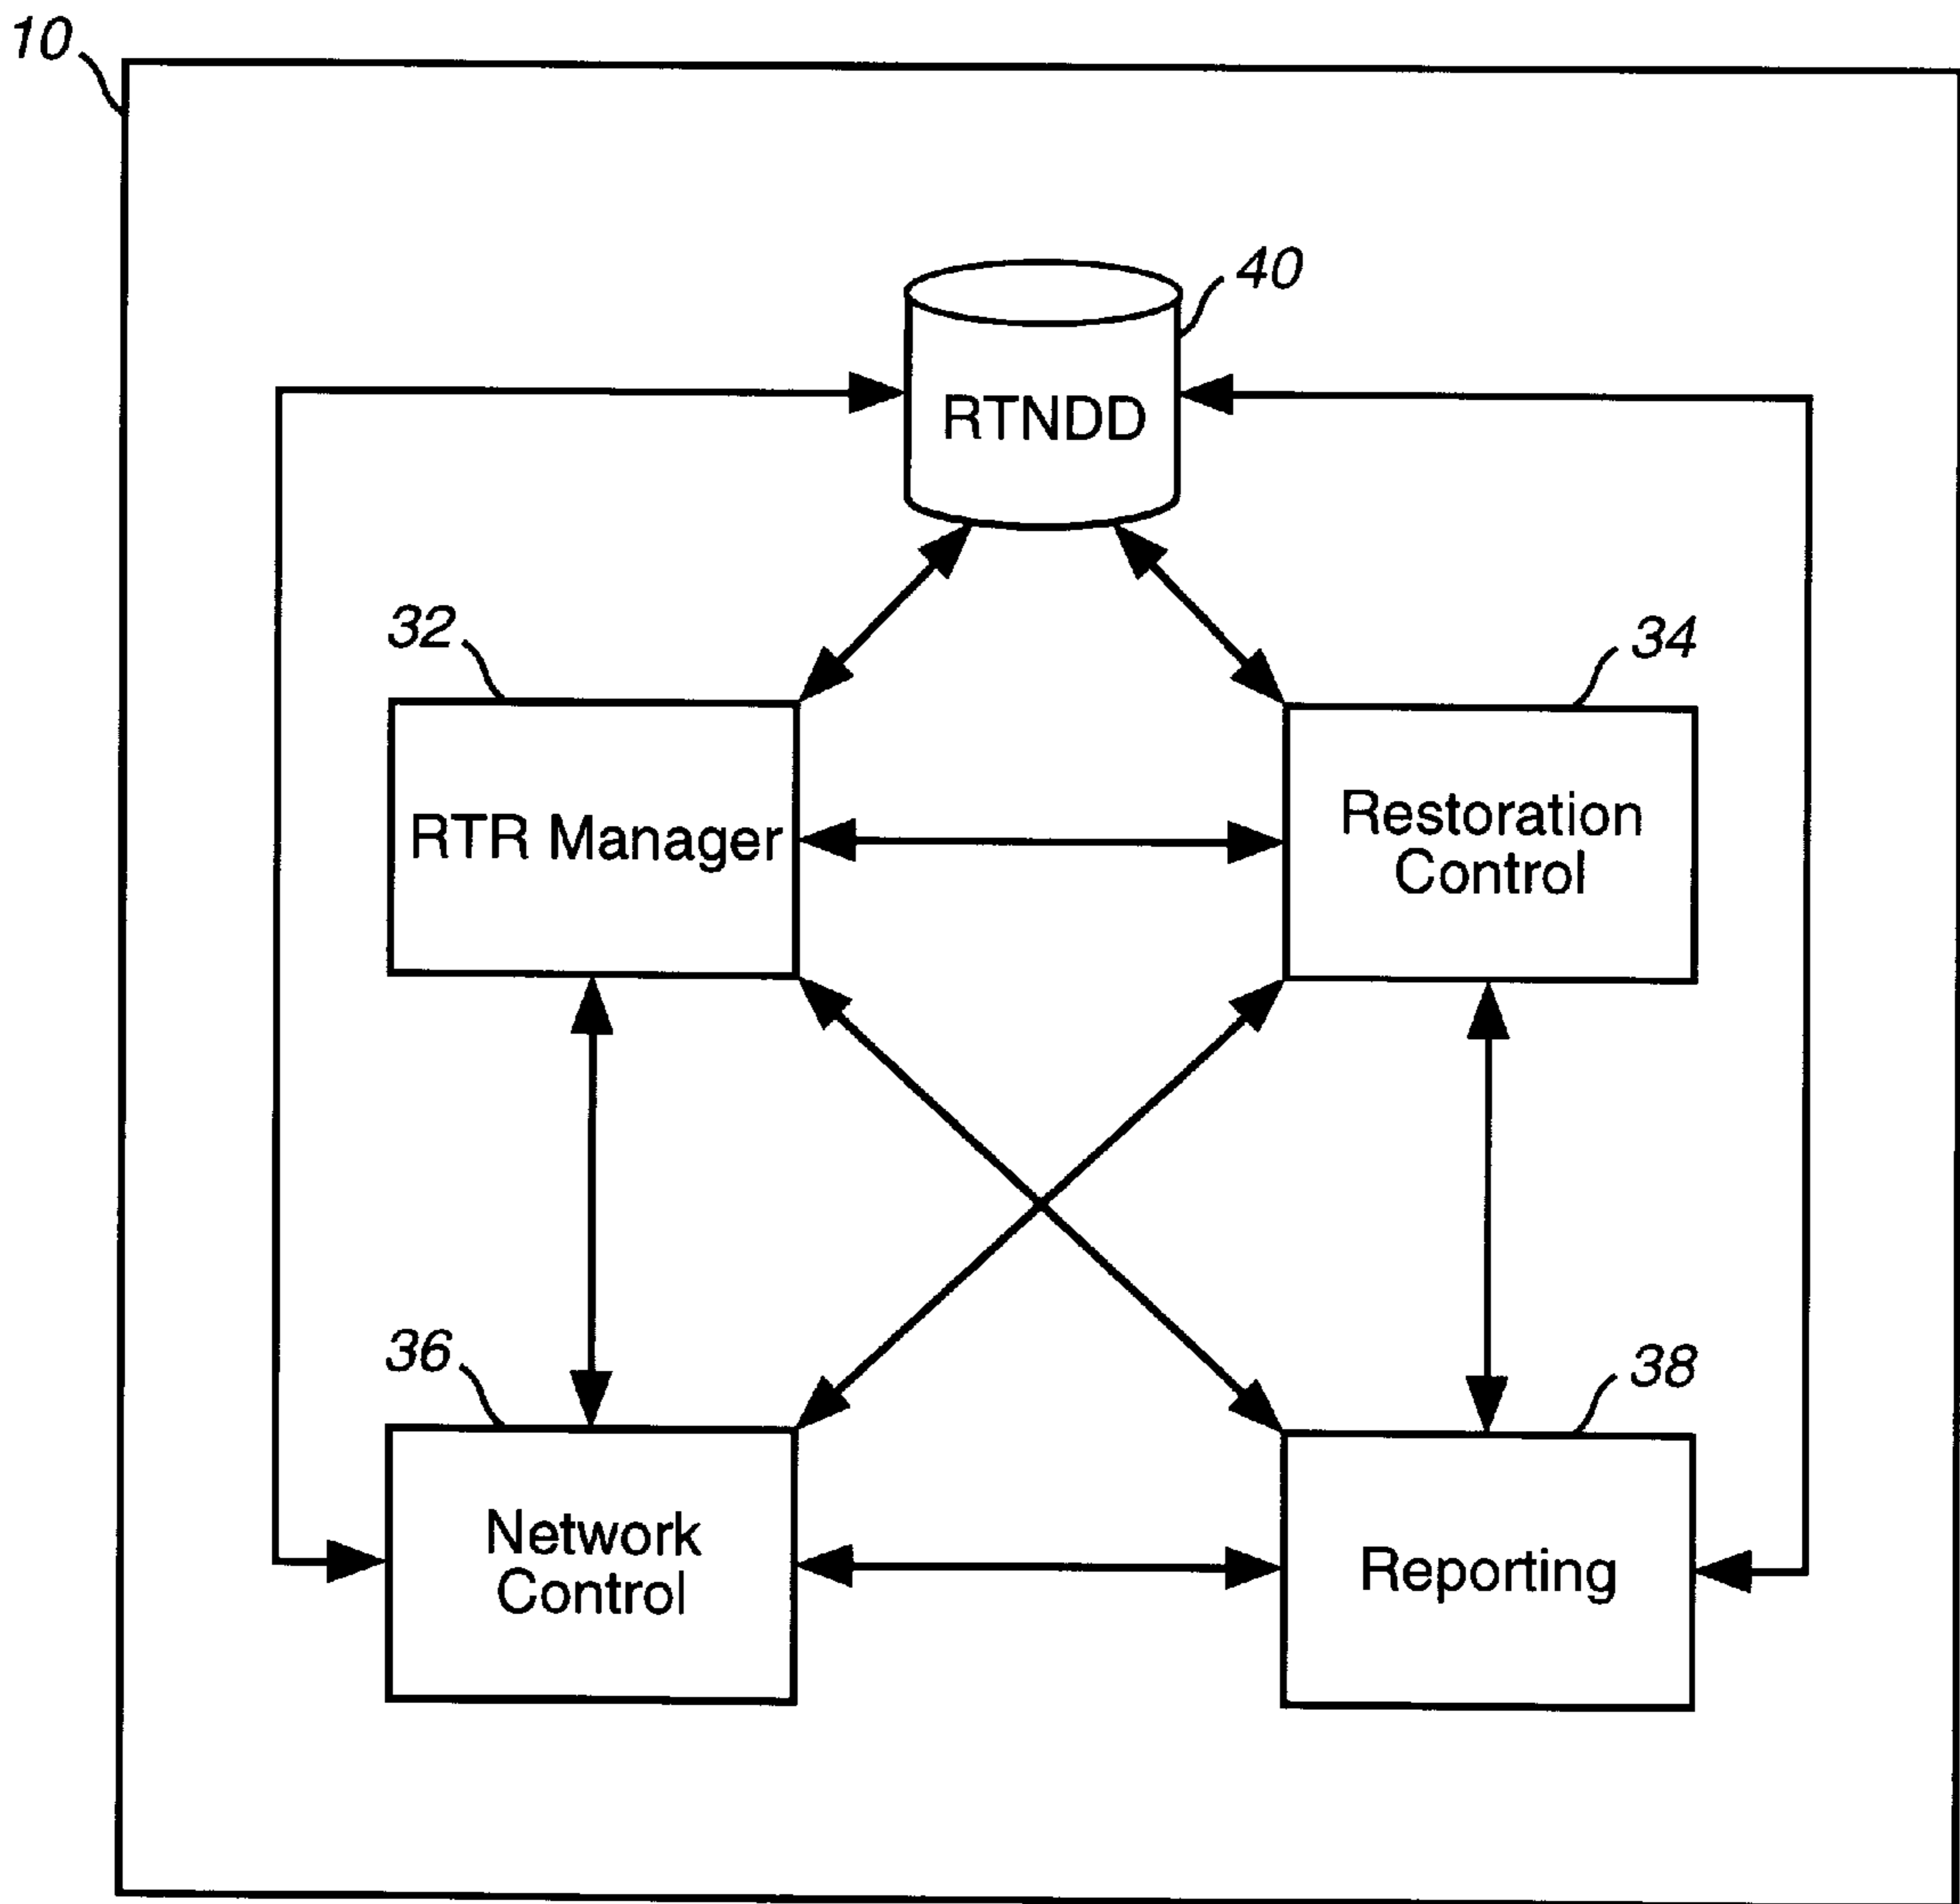 10
40
RTNDD
32
34
RTR Manager
Restoration
Control
36
38
Network
Control
Reporting